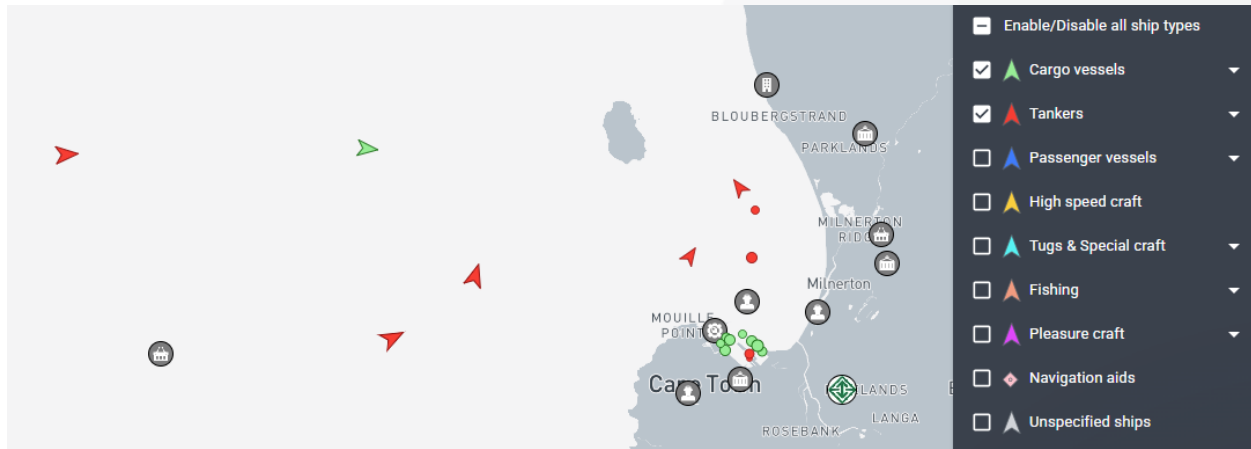 BLOUBERGSTRAND
PARKLANDS
MILNERTON
RIDG
Milnerton
MOUILLE
POINT
Cape Town
LANDS
LANGA
ROSEBANK
Enable/Disable all ship types
Cargo vessels
Tankers
Passenger vessels
High speed craft
Tugs & Special craft
Fishing
Pleasure craft
Navigation aids
Unspecified ships